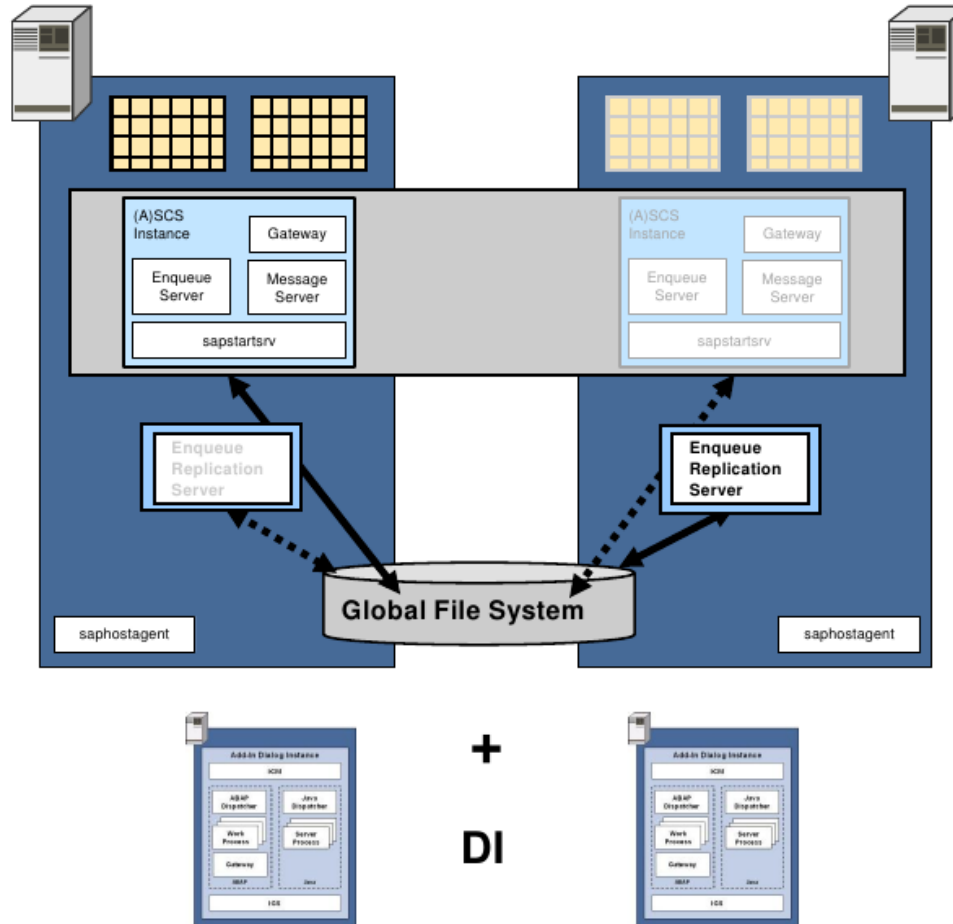 (A)SCS
Instance
Gateway
Enqueue
Server
Message
Server
sapstartsrv
(A)SCS
Instance
Gateway
Enqueue
Server
Message
Server
sapstartsrv
Enqueue
Replication
Server
Enqueue
Replication
Server
Global File System
saphostagent
saphostagent
Add-In Dialog Instance
ICM
ABAP
Dispatcher
Java
Dispatcher
Work
Process
Server
Process
Gateway
ABAP
Java
IGS
+
DI
Add-In Dialog Instance
ICM
ABAP
Dispatcher
Java
Dispatcher
Work
Process
Server
Process
Gateway
ABAP
Java
IGS